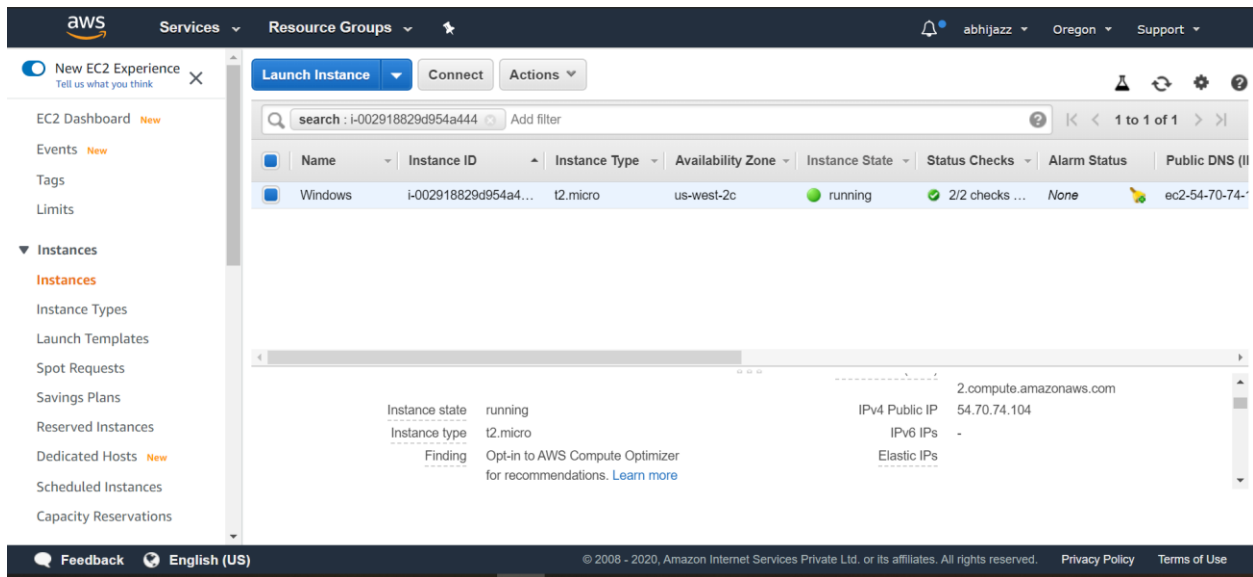 aws Services Resource Groups abhijazz Oregon Support
New EC2 Experience
Tell us what you think
EC2 Dashboard New
Events New
Tags
Limits
Instances
Instances
Instance Types
Launch Templates
Spot Requests
Savings Plans
Reserved Instances
Dedicated Hosts New
Scheduled Instances
Capacity Reservations
Launch Instance Connect Actions
search : i-002918829d954a444 Add filter 1 to 1 of 1
Name Instance ID Instance Type Availability Zone Instance State Status Checks Alarm Status Public DNS
Windows i-002918829d954a4... t2.micro us-west-2c running 2/2 checks ... None ec2-54-70-74-
2.compute.amazonaws.com
Instance state running IPv4 Public IP 54.70.74.104
Instance type t2.micro IPv6 IPs -
Finding Opt-in to AWS Compute Optimizer Elastic IPs
for recommendations. Learn more
Feedback English (US) © 2008 - 2020, Amazon Internet Services Private Ltd. or its affiliates. All rights reserved. Privacy Policy Terms of Use